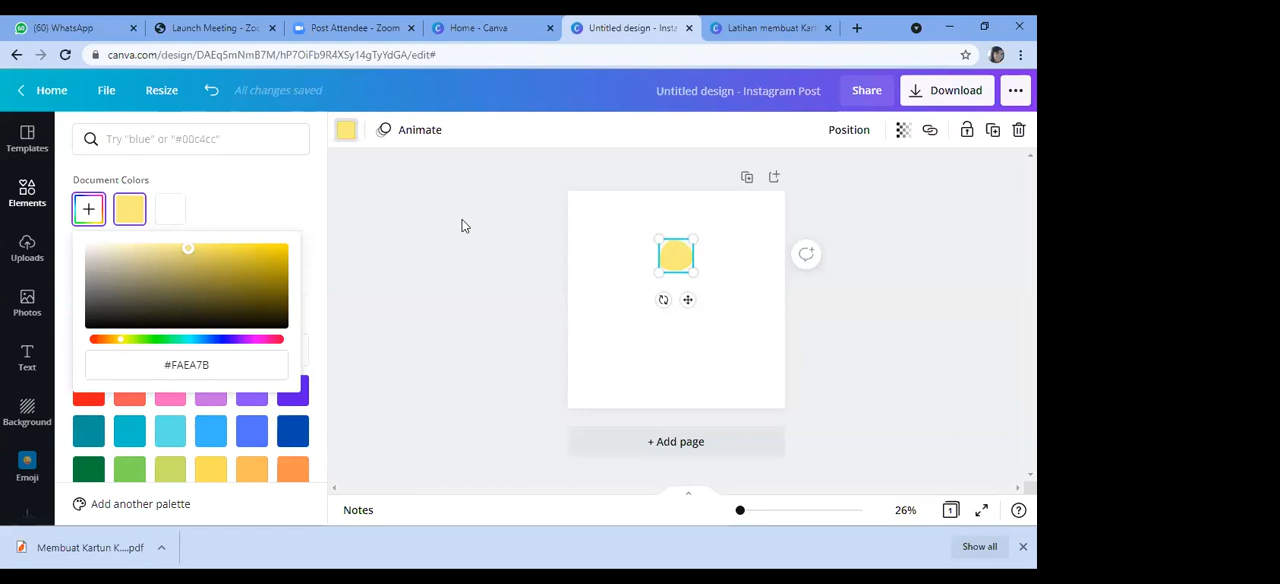 (60) WhatsApp
Launch Meeting - Zoo
Post Attendee - Zoom
Home - Canva
Untitled design - Insta
Latihan membuat Kar
canva.com/design/DAEq5mNmB7M/hP7OiFb9R4XSy14gTyYdGA/edit#
Home
File
Resize
All changes saved
Untitled design - Instagram Post
Share
Download
Templates
Elements
Uploads
Photos
Text
Background
Emoji
Try "blue" or "#00c4cc"
Document Colors
#FAEA7B
Add another palette
Animate
Position
+ Add page
Notes
26%
1
Membuat Kartun K....pdf
Show all